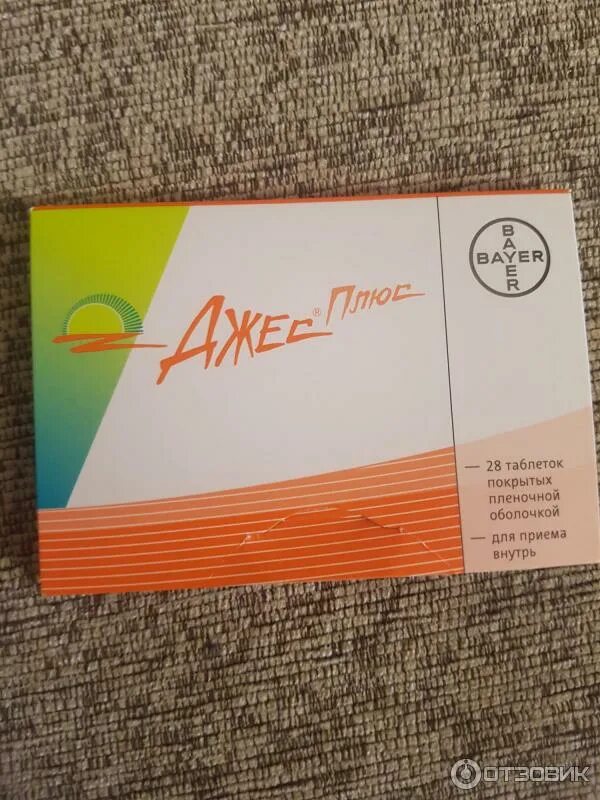 Джес® Плюс
BAYER
BAYER
— 28 таблеток
покрытых
пленочной
оболочкой
— для приема
внутрь
ОТЗОВИК